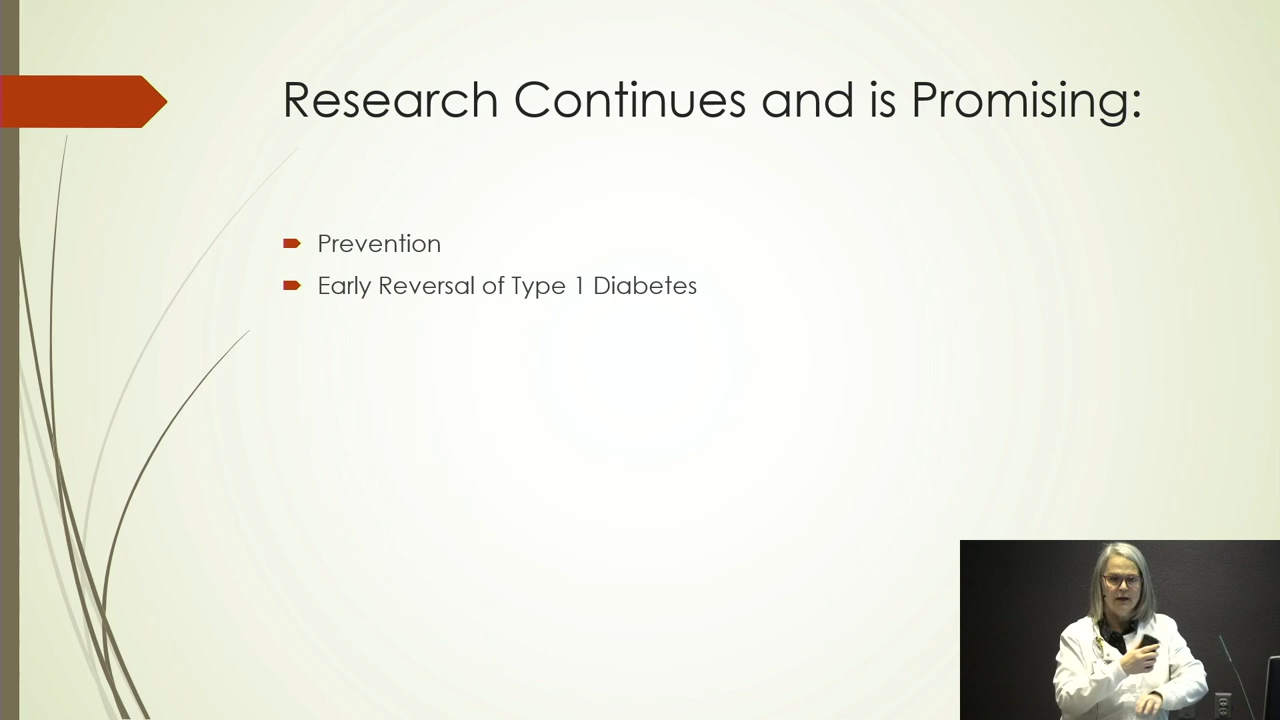 Research Continues and is Promising:
Prevention
Early Reversal of Type 1 Diabetes